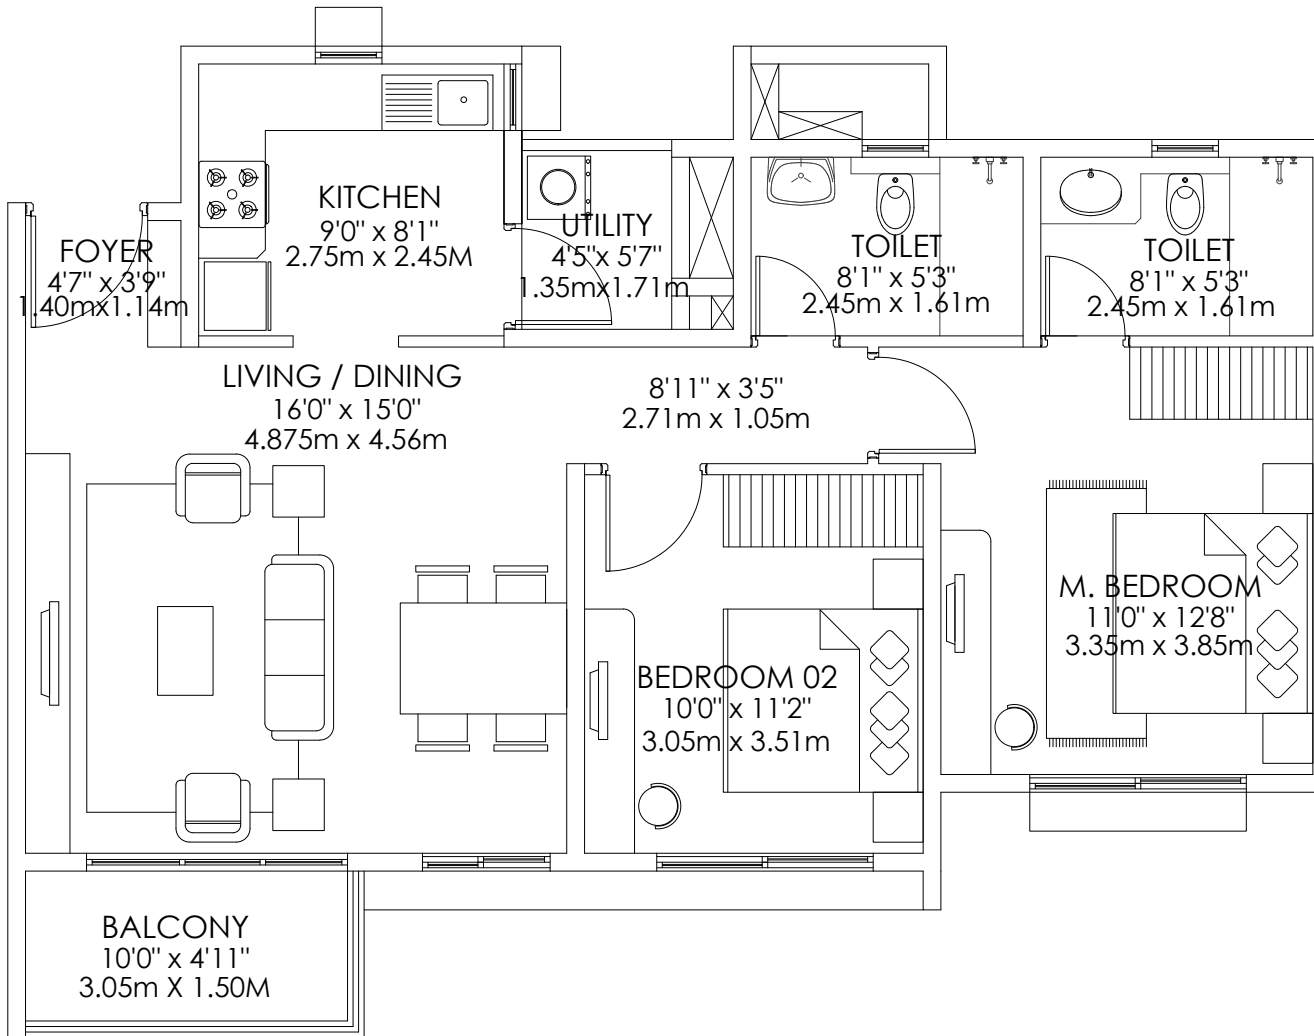 KITCHEN
9'0" x 8'1"
2.75m x 2.45M
FOYER
4'7" x 3'9"
1.40mx1.14m
UTILITY
4'5" x 5'7"
1.35mx1.71m
TOILET
8'1" x 5'3"
2.45m x 1.61m
TOILET
8'1" x 5'3"
2.45m x 1.61m
LIVING / DINING
16'0" x 15'0"
4.875m x 4.56m
8'11" x 3'5"
2.71m x 1.05m
M. BEDROOM
11'0" x 12'8"
3.35m x 3.85m
BEDROOM 02
10'0" x 11'2"
3.05m x 3.51m
BALCONY
10'0" x 4'11"
3.05m X 1.50M